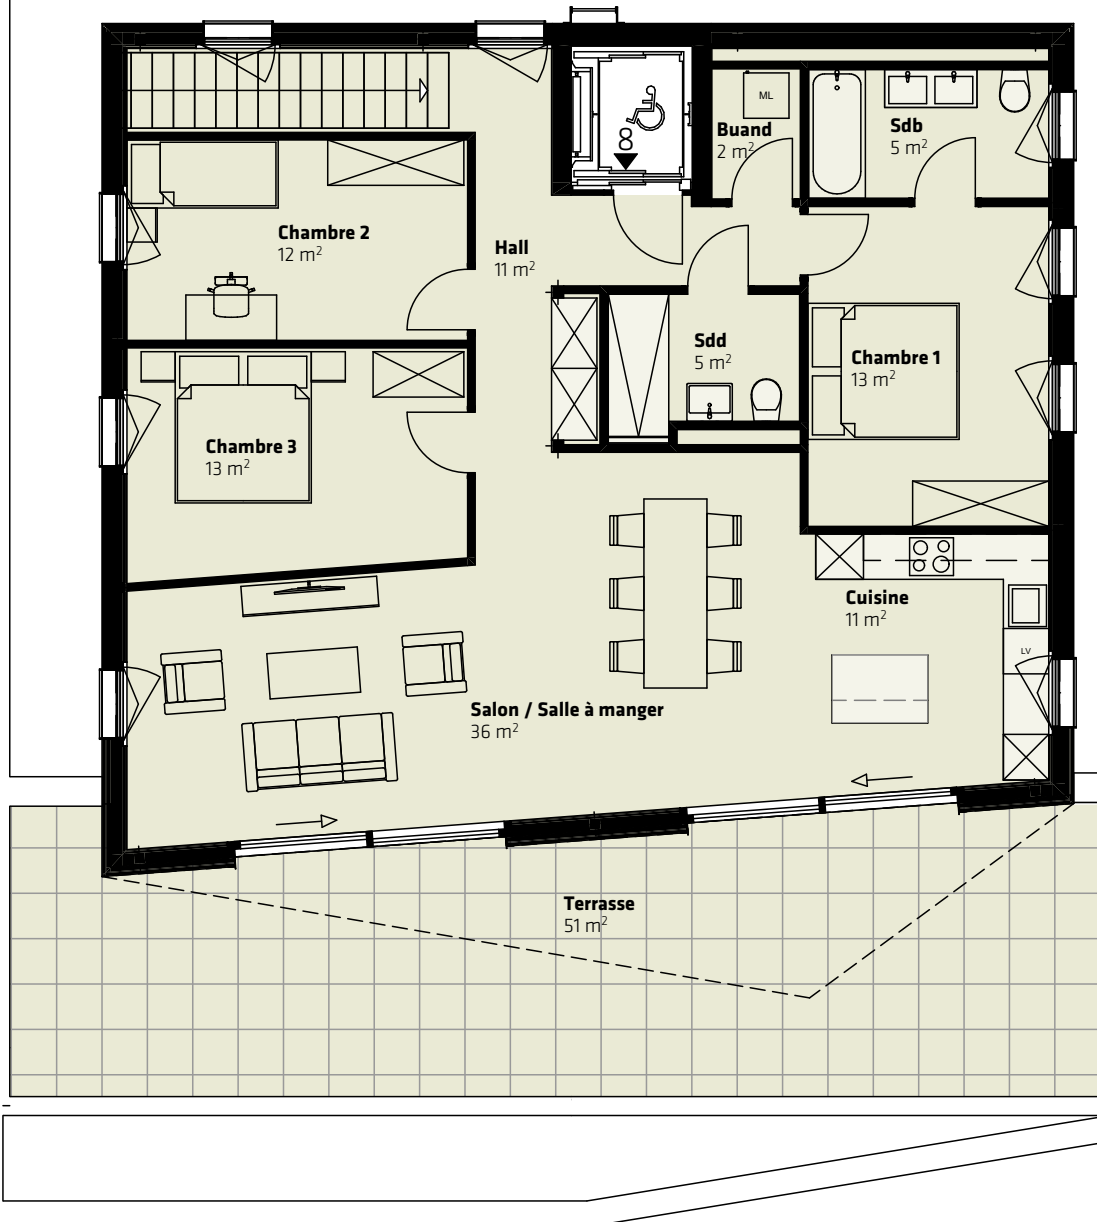 ML
Buand
2 m²
Sdb
5 m²
8
Chambre 2
12 m²
Hall
11 m²
Sdd
5 m²
Chambre 1
13 m²
Chambre 3
13 m²
Cuisine
11 m²
LV
Salon / Salle à manger
36 m²
Terrasse
51 m²